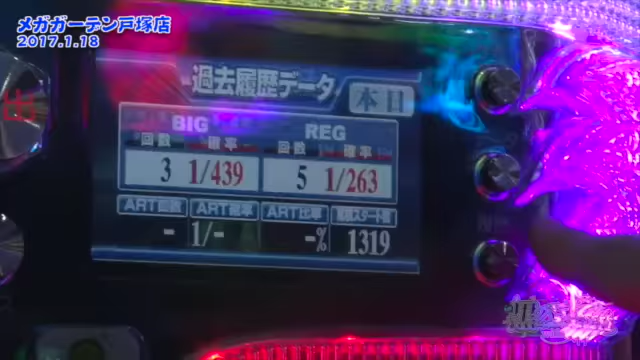 メガガーデン戸塚店
2017.1.18
過去履歴データ
本日
BIG REG
回数 確率 回数 確率
3 1/439 5 1/263
ART回数 ART確率 ART比率
- 1/- -% 1319